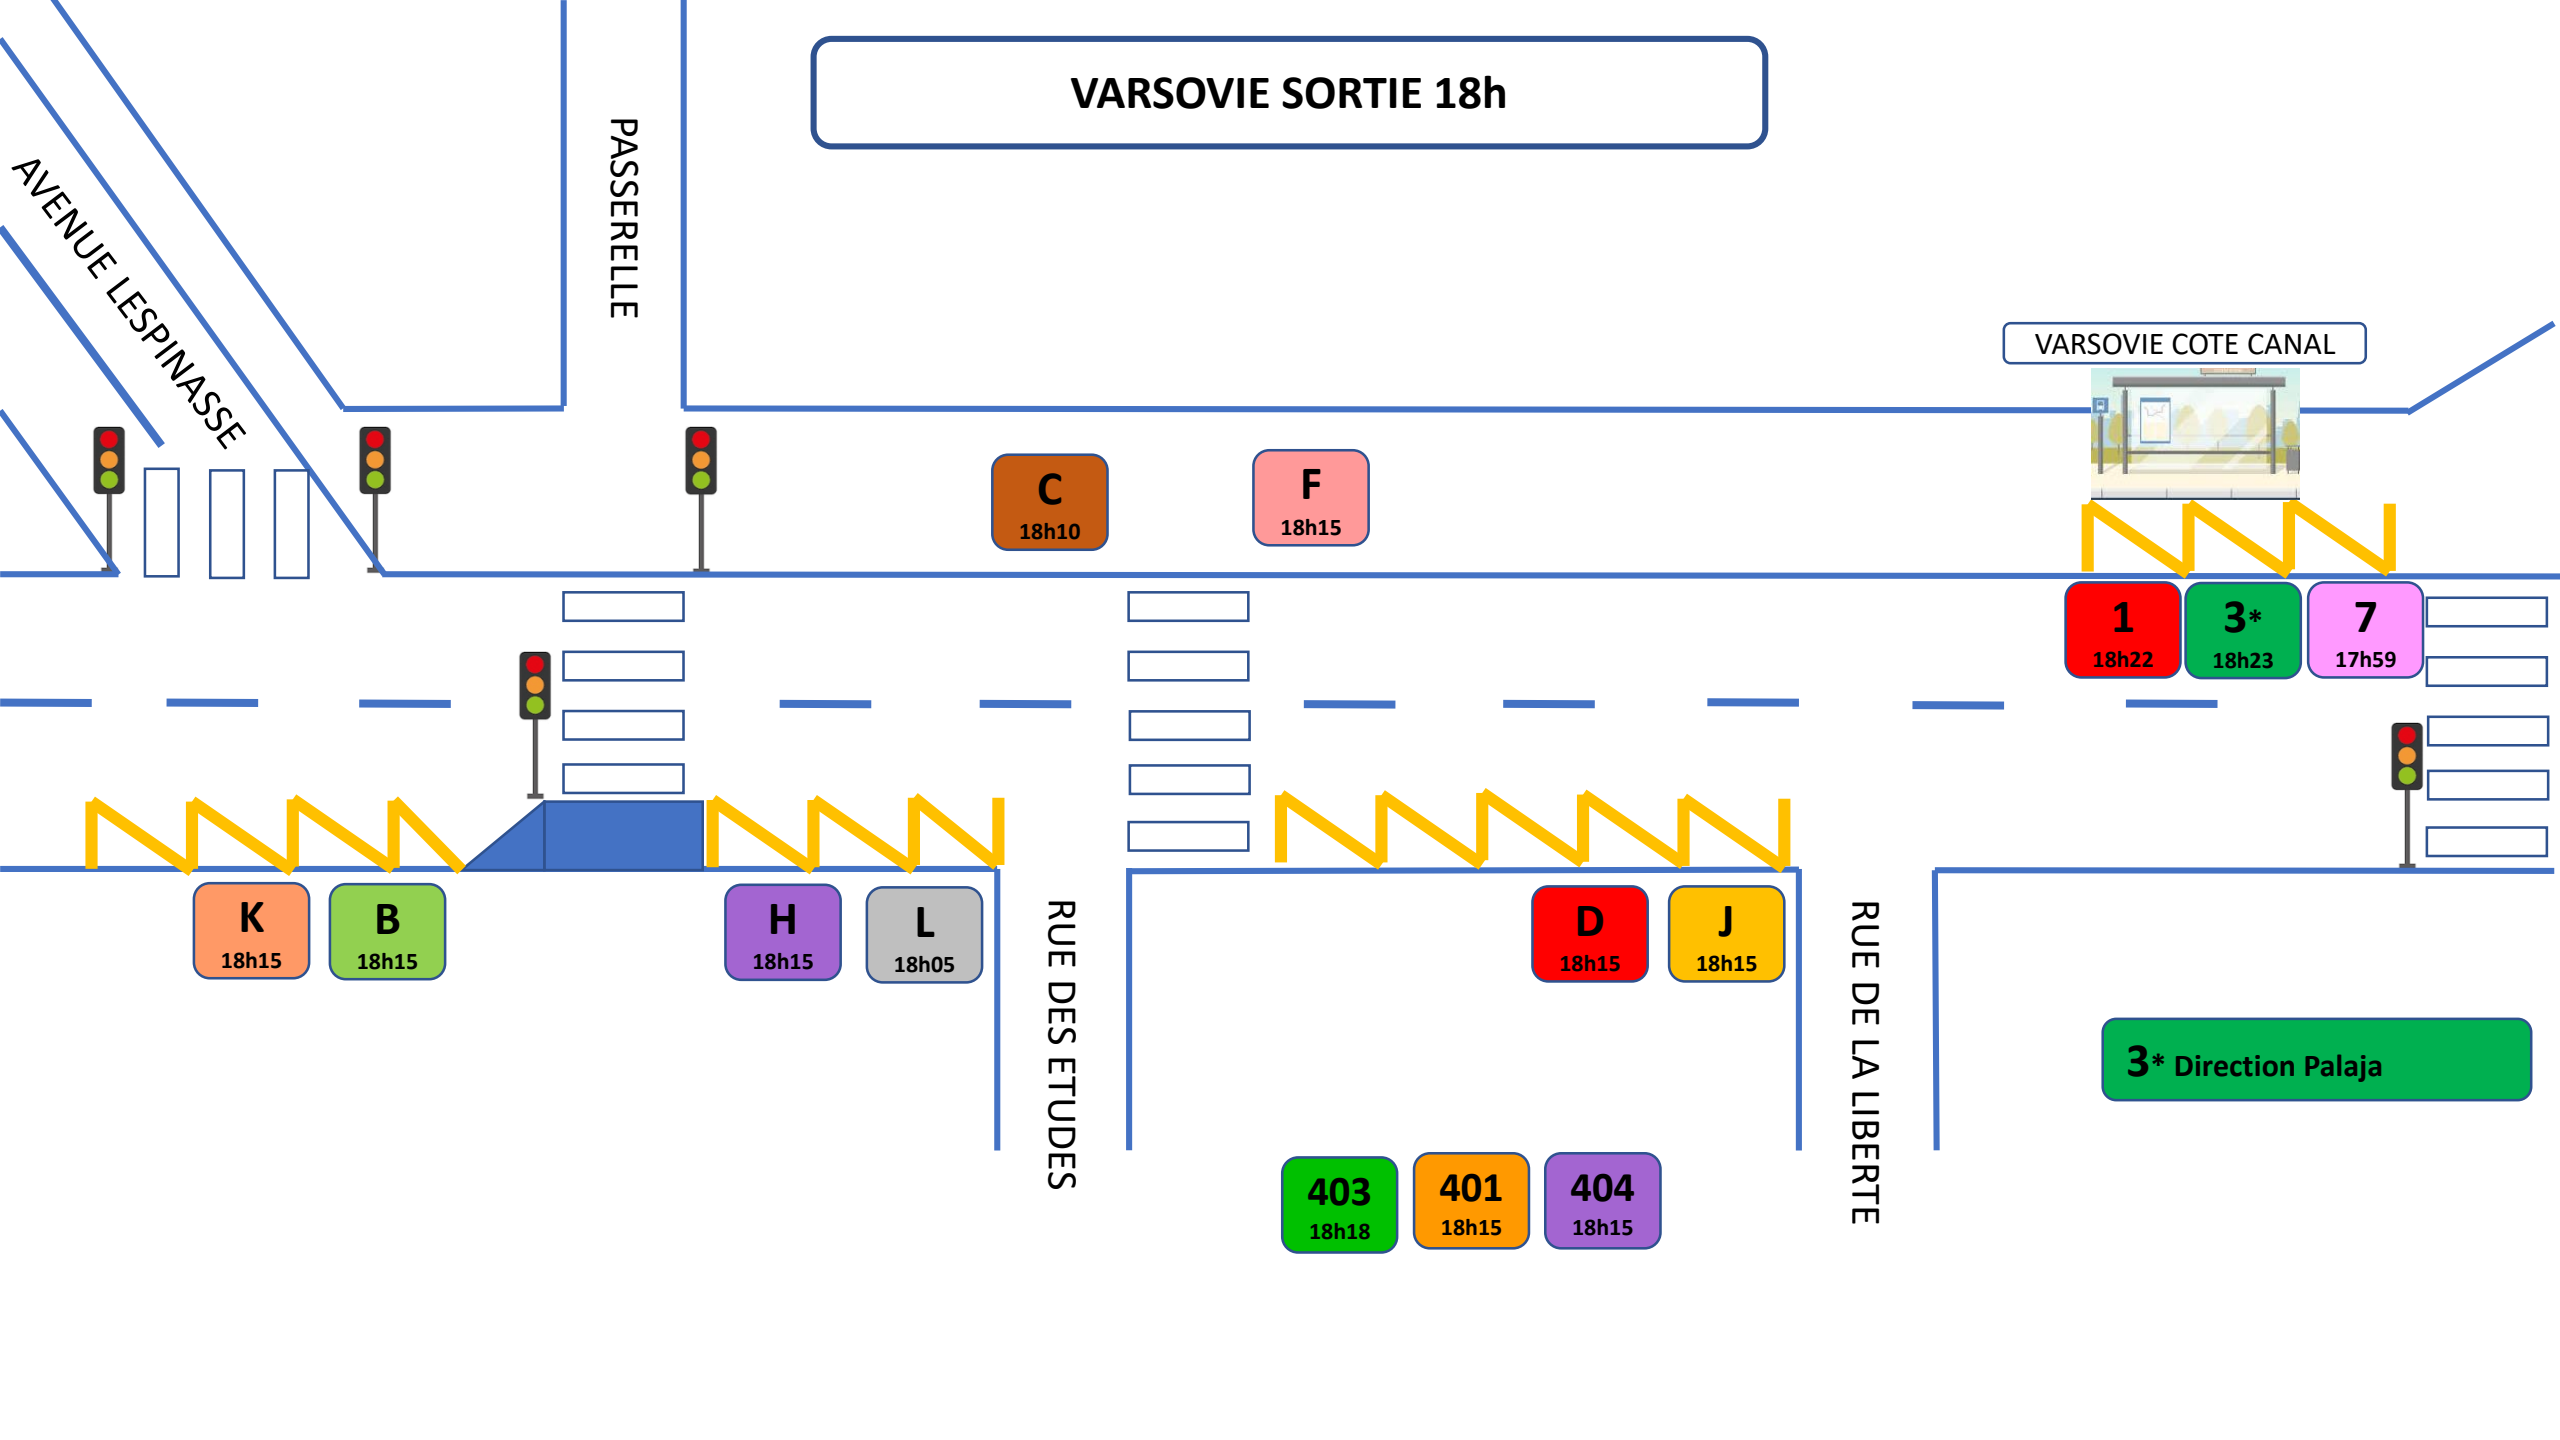 VARSOVIE SORTIE 18h
PASSERELLE
AVENUE LESPINASSE
VARSOVIE COTE CANAL
C
18h10
F
18h15
1
18h22
3*
18h23
7
17h59
K
18h15
B
18h15
H
18h15
L
18h05
RUE DES ETUDES
D
18h15
J
18h15
RUE DE LA LIBERTE
3* Direction Palaja
403
18h18
401
18h15
404
18h15